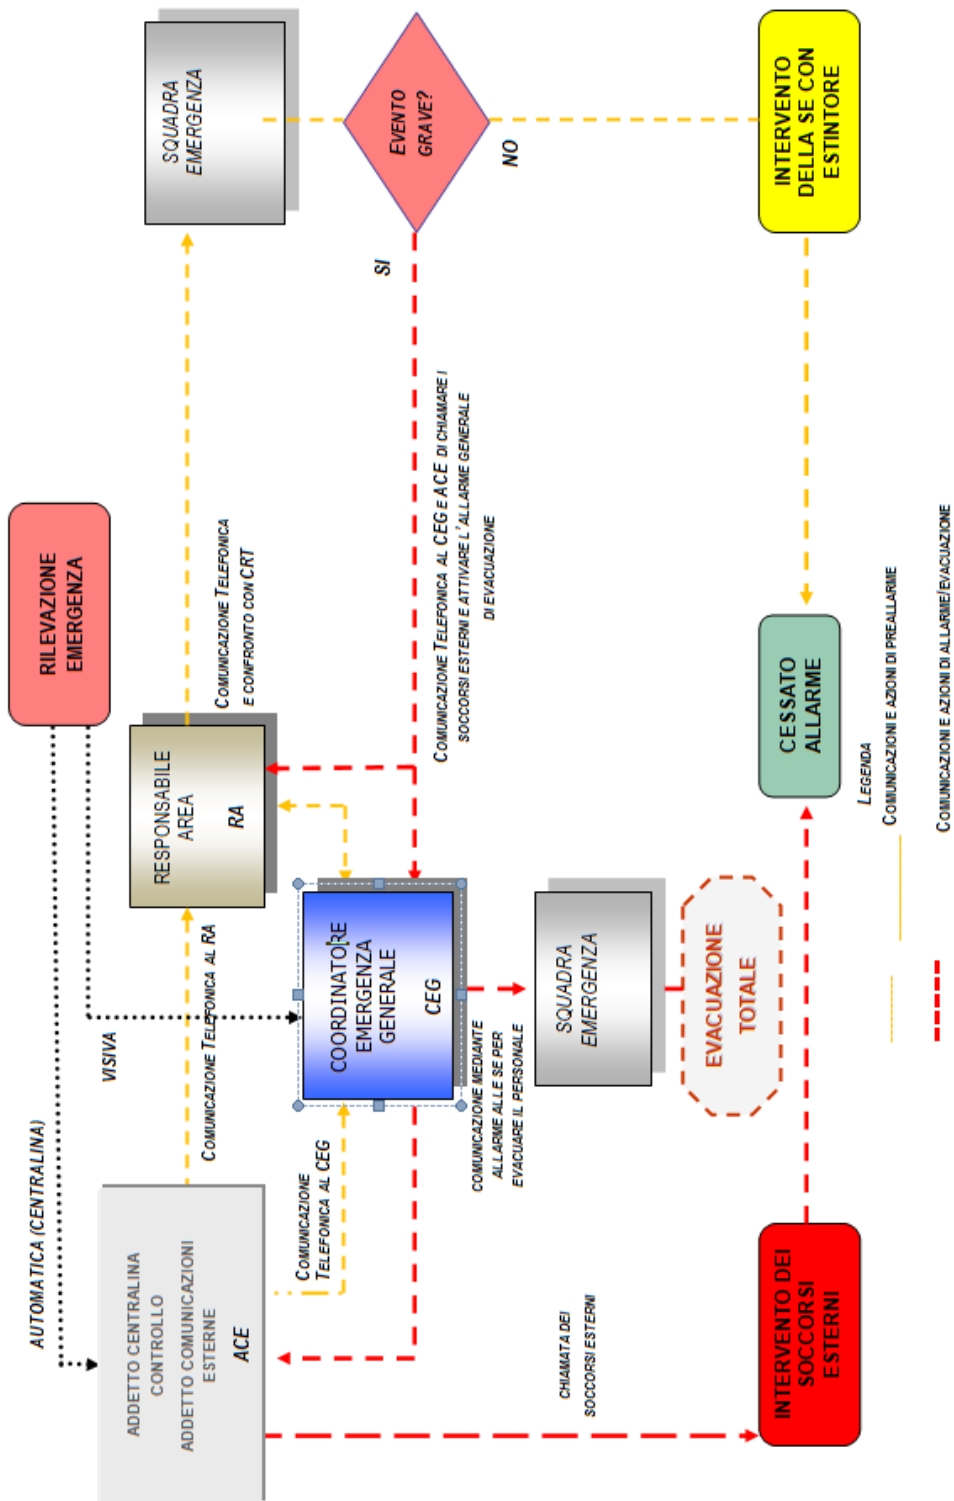 RILEVAZIONE
EMERGENZA
AUTOMATICA (CENTRALINA)
VISIVA
ADDETTO CENTRALINA
CONTROLLO
ADDETTO COMUNICAZIONI
ESTERNE
ACE
COMUNICAZIONE TELEFONICA AL RA
RESPONSABILE
AREA
RA
COMUNICAZIONE TELEFONICA
E CONFRONTO CON CRT
SQUADRA
EMERGENZA
COMUNICAZIONE
TELEFONICA AL CEG
COORDINATORE
EMERGENZA
GENERALE
CEG
EVENTO
GRAVE?
SI
NO
COMUNICAZIONE TELEFONICA AL CEG E ACE DI CHIAMARE I
SOCCORSI ESTERNI E ATTIVARE L'ALLARME GENERALE
DI EVACUAZIONE
COMUNICAZIONE MEDIANTE
ALLARME ALLE SE PER
EVACUARE IL PERSONALE
SQUADRA
EMERGENZA
EVACUAZIONE
TOTALE
CHIAMATA DEI
SOCCORSI ESTERNI
INTERVENTO DEI
SOCCORSI
ESTERNI
CESSATO
ALLARME
INTERVENTO
DELLA SE CON
ESTINTORE
LEGENDA
COMUNICAZIONI E AZIONI DI PREALLARME
COMUNICAZIONI E AZIONI DI ALLARME/EVACUAZIONE